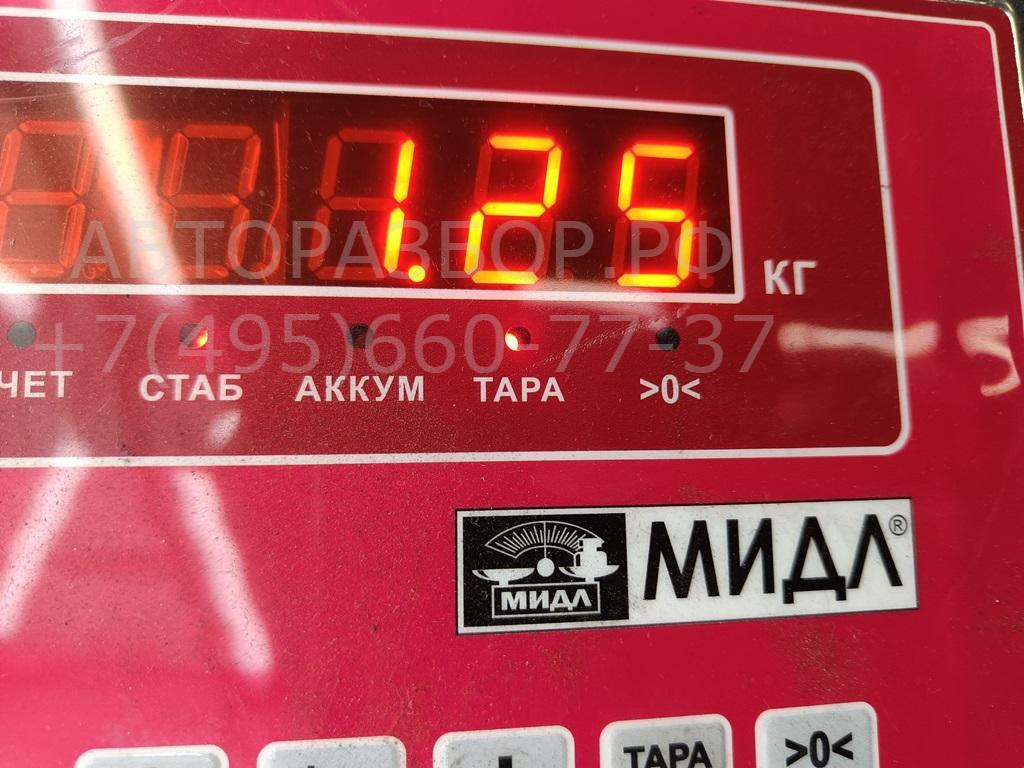 1.25
КГ
АВТОРАЗБОР.РФ
+7(495)660-77-37
ЧЕТ СТАБ АККУМ ТАРА >0<
МИДЛ МИДЛ®
ТАРА >0<